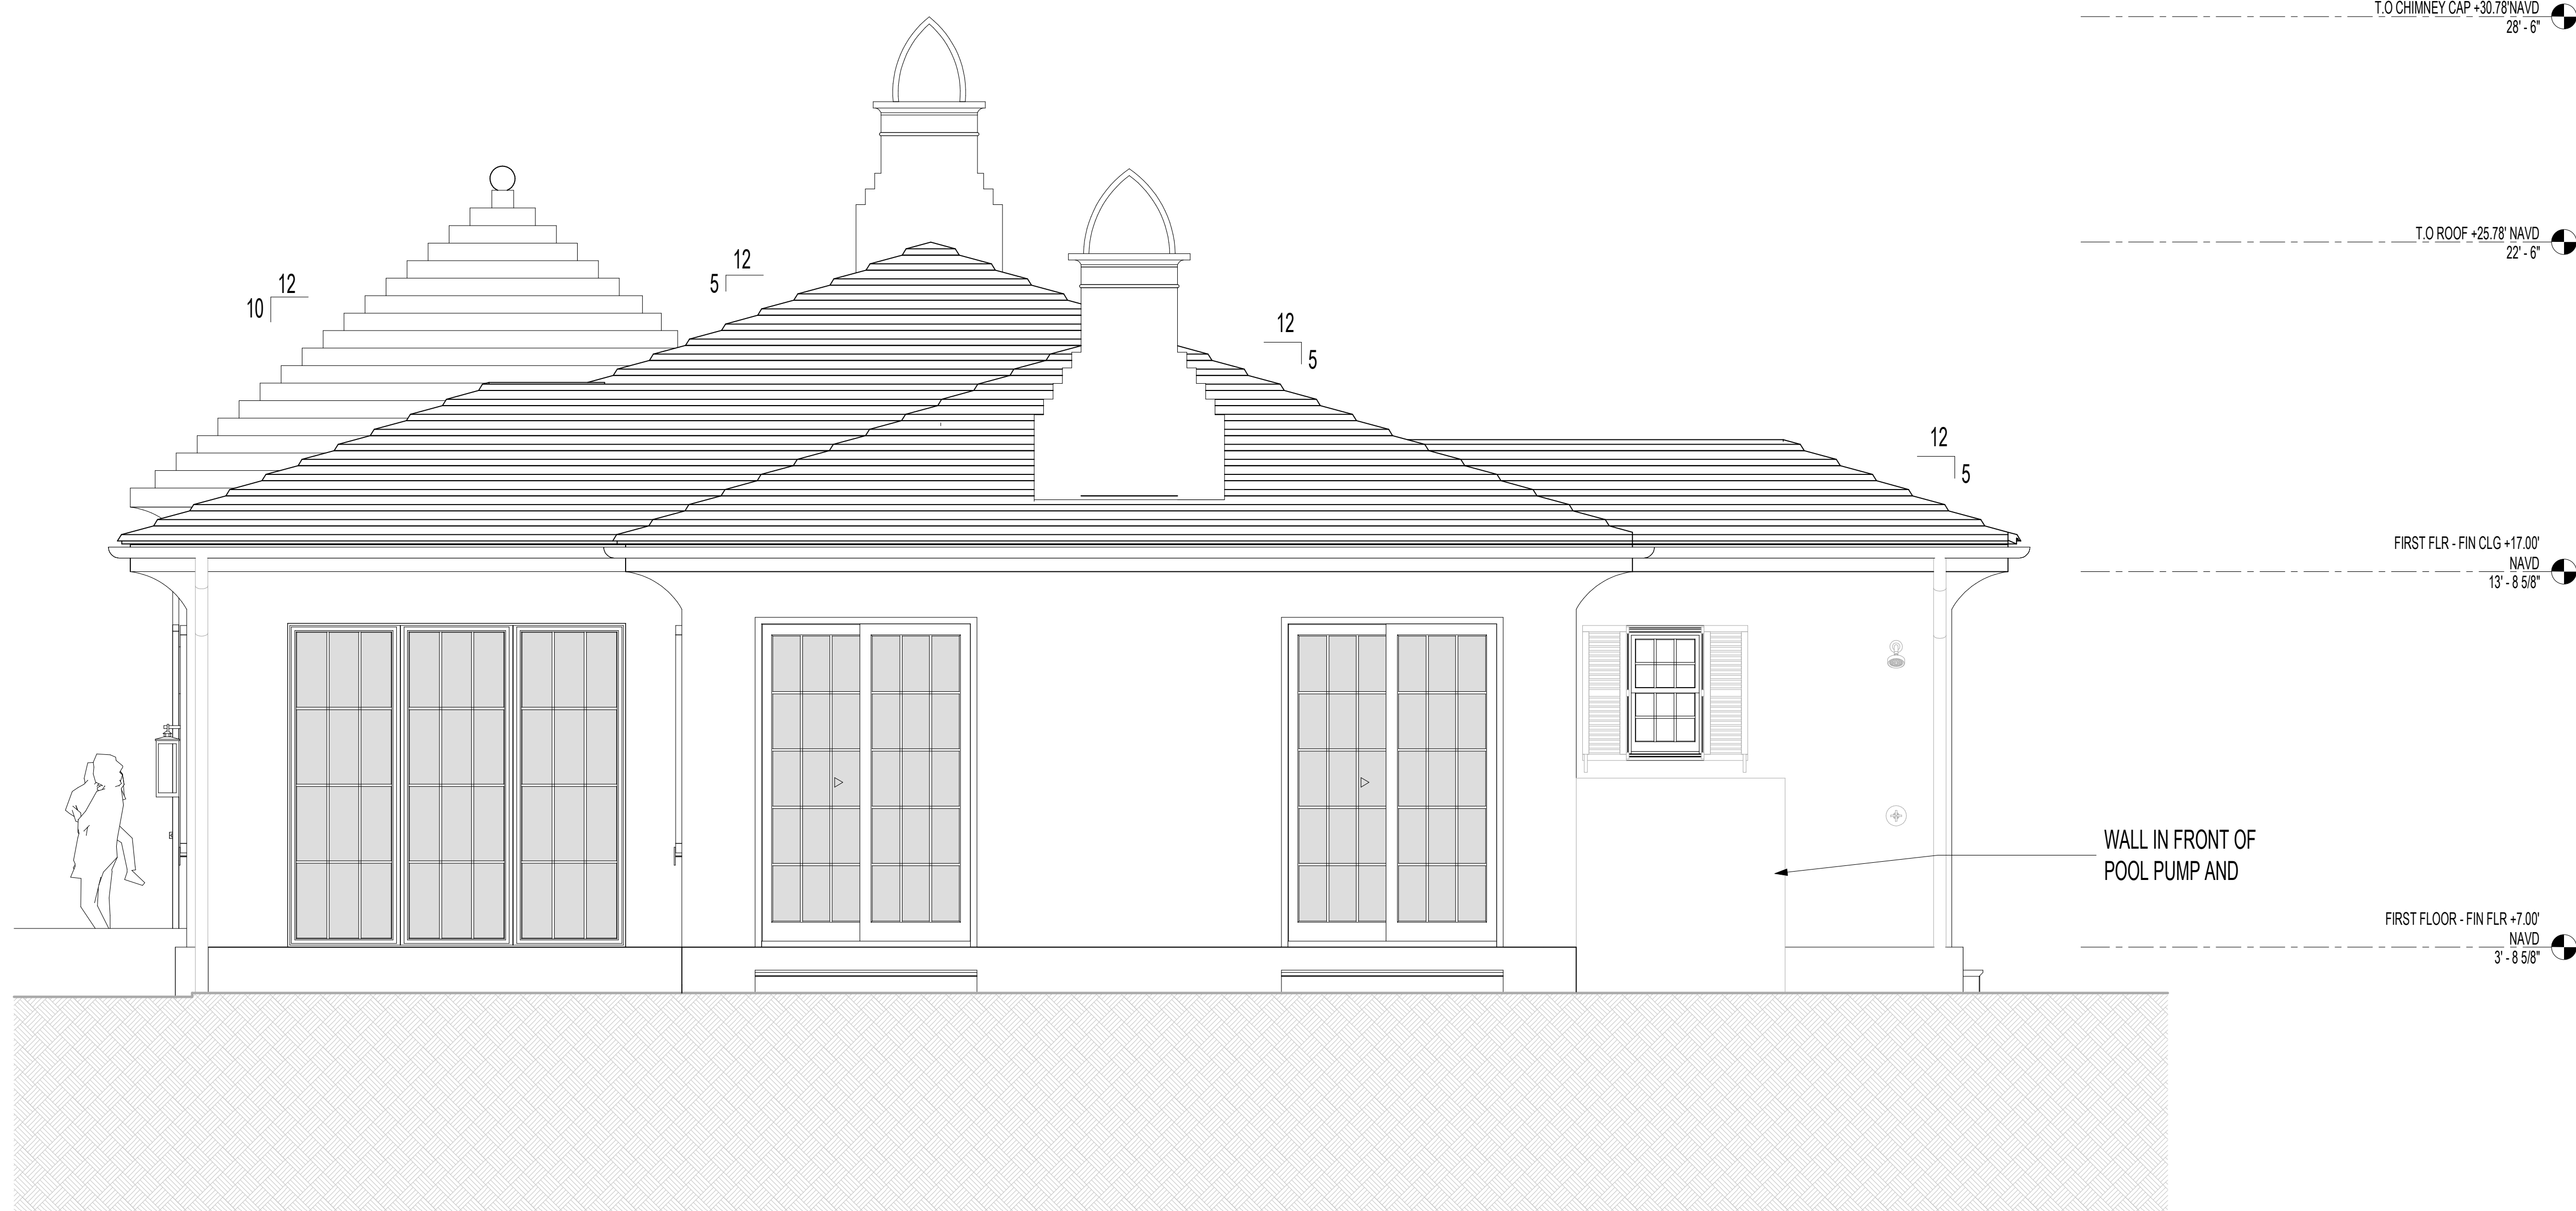 T.O CHIMNEY CAP +30.78'NAVD
28' - 6"
T.O ROOF +25.78' NAVD
22' - 6"
12
5
12
10
12
5
12
5
FIRST FLR - FIN CLG +17.00'
NAVD
13' - 8 5/8"
WALL IN FRONT OF
POOL PUMP AND
FIRST FLOOR - FIN FLR +7.00'
NAVD
3' - 8 5/8"